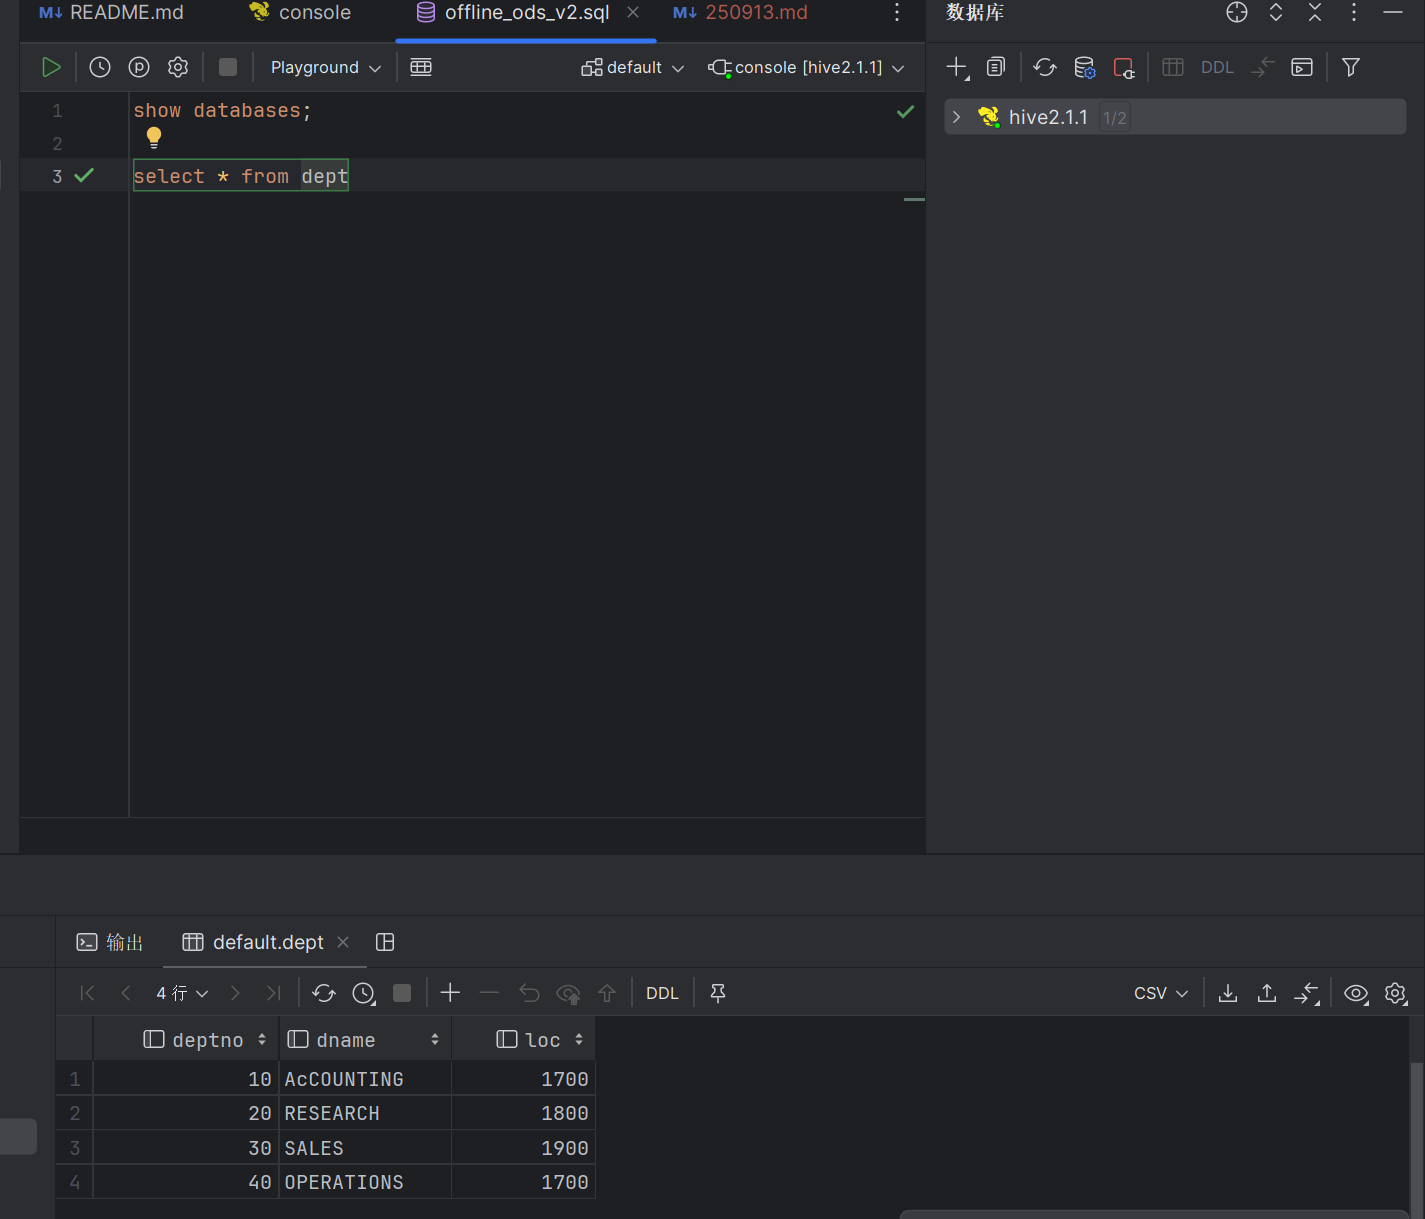 M↓ README.md console offline_ods_v2.sql M↓ 250913.md 数据库
Playground default console [hive2.1.1] DDL
1 show databases;
hive2.1.1 1/2
2
3 select * from dept
输出 default.dept
4 行 DDL CSV
deptno dname loc
1 10 AcCOUNTING 1700
2 20 RESEARCH 1800
3 30 SALES 1900
4 40 OPERATIONS 1700